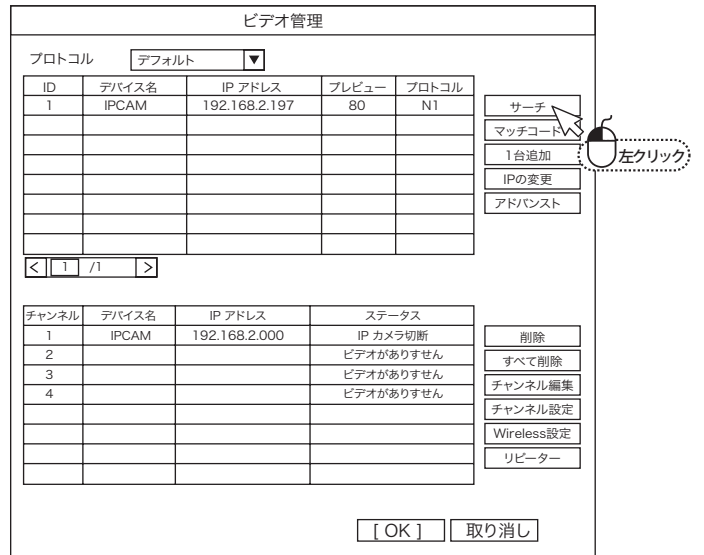 ビデオ管理
プロトコル デフォルト ▼
ID デバイス名 IP アドレス プレビュー プロトコル
1 IPCAM 192.168.2.197 80 N1
サーチ
マッチコード
1台追加
左クリック
IPの変更
アドバンスト
< 1 /1 >
チャンネル デバイス名 IP アドレス ステータス
1 IPCAM 192.168.2.000 IP カメラ切断
2 ビデオがありすせん
3 ビデオがありすせん
4 ビデオがありすせん
削除
すべて削除
チャンネル編集
チャンネル設定
Wireless設定
リピーター
[ OK ] 取り消し